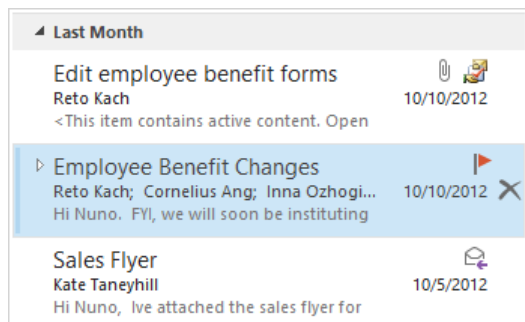 Last Month
Edit employee benefit forms
Reto Kach 10/10/2012
<This item contains active content. Open
Employee Benefit Changes
Reto Kach; Cornelius Ang; Inna Ozhogi... 10/10/2012
Hi Nuno. FYI, we will soon be instituting
Sales Flyer
Kate Taneyhill 10/5/2012
Hi Nuno, Ive attached the sales flyer for